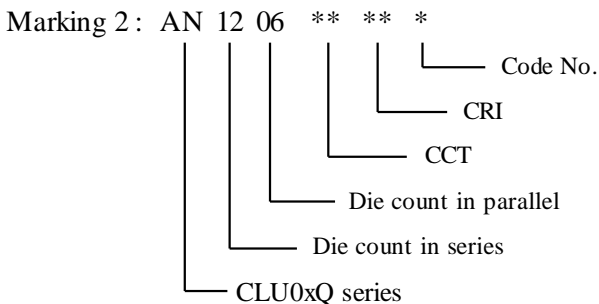 Marking 2 : AN 12 06 ** ** *
Code No.
CRI
CCT
Die count in parallel
Die count in series
CLU0xQ series